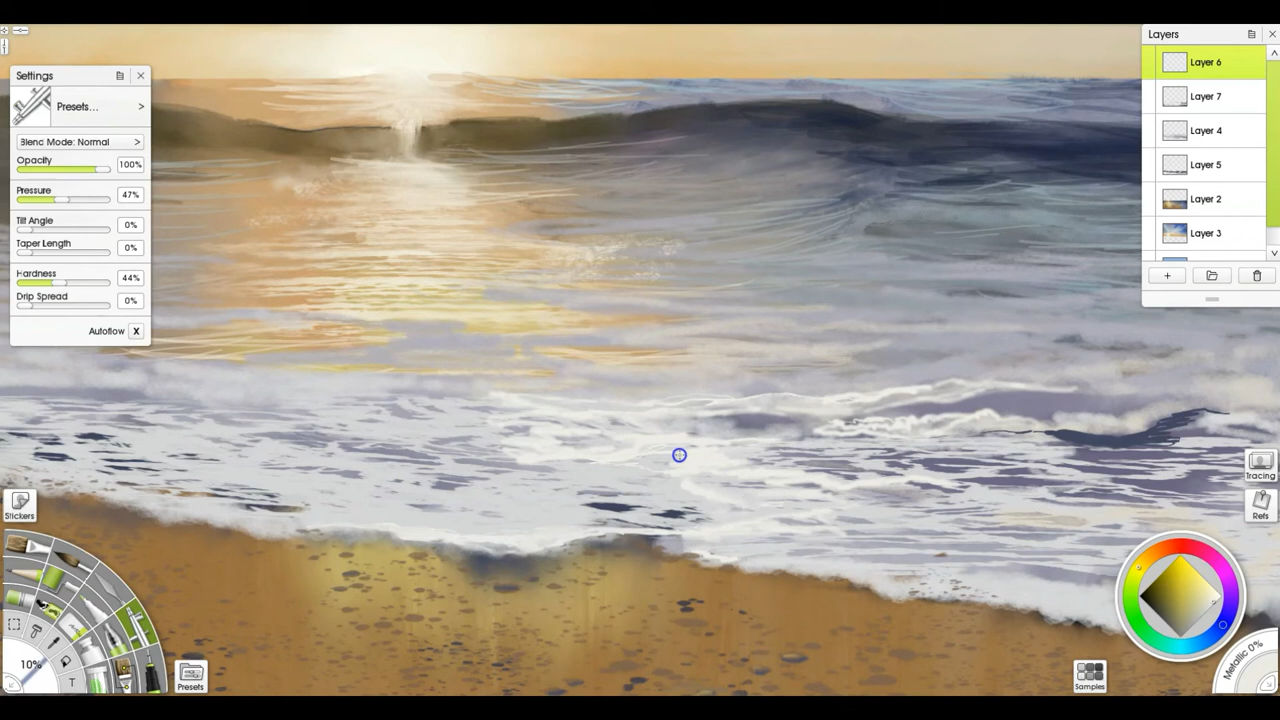 Settings
Presets...
>
Blend Mode: Normal >
Opacity
100%
Pressure
47%
Tilt Angle
0%
Taper Length
0%
Hardness
44%
Drip Spread
0%
Autoflow X
Layers
Layer 6
Layer 7
Layer 4
Layer 5
Layer 2
Layer 3
Tracing
Refs
Stickers
10%
T
Presets
Samples
Metallic 0%